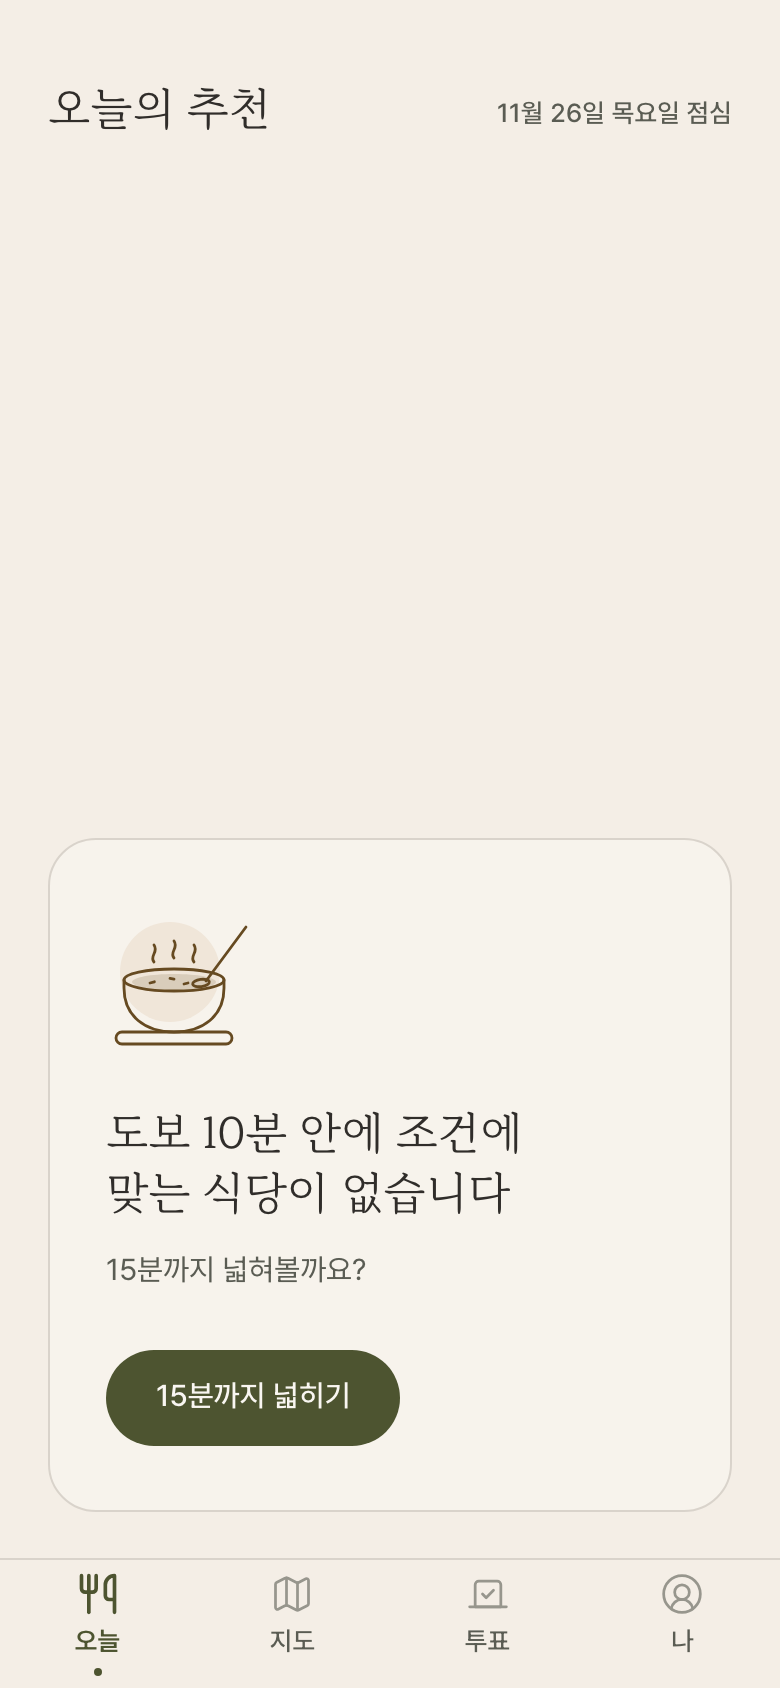 오늘의 추천
11월 26일 목요일 점심
도보 10분 안에 조건에
맞는 식당이 없습니다
15분까지 넓혀볼까요?
15분까지 넓히기
오늘
지도
투표
나